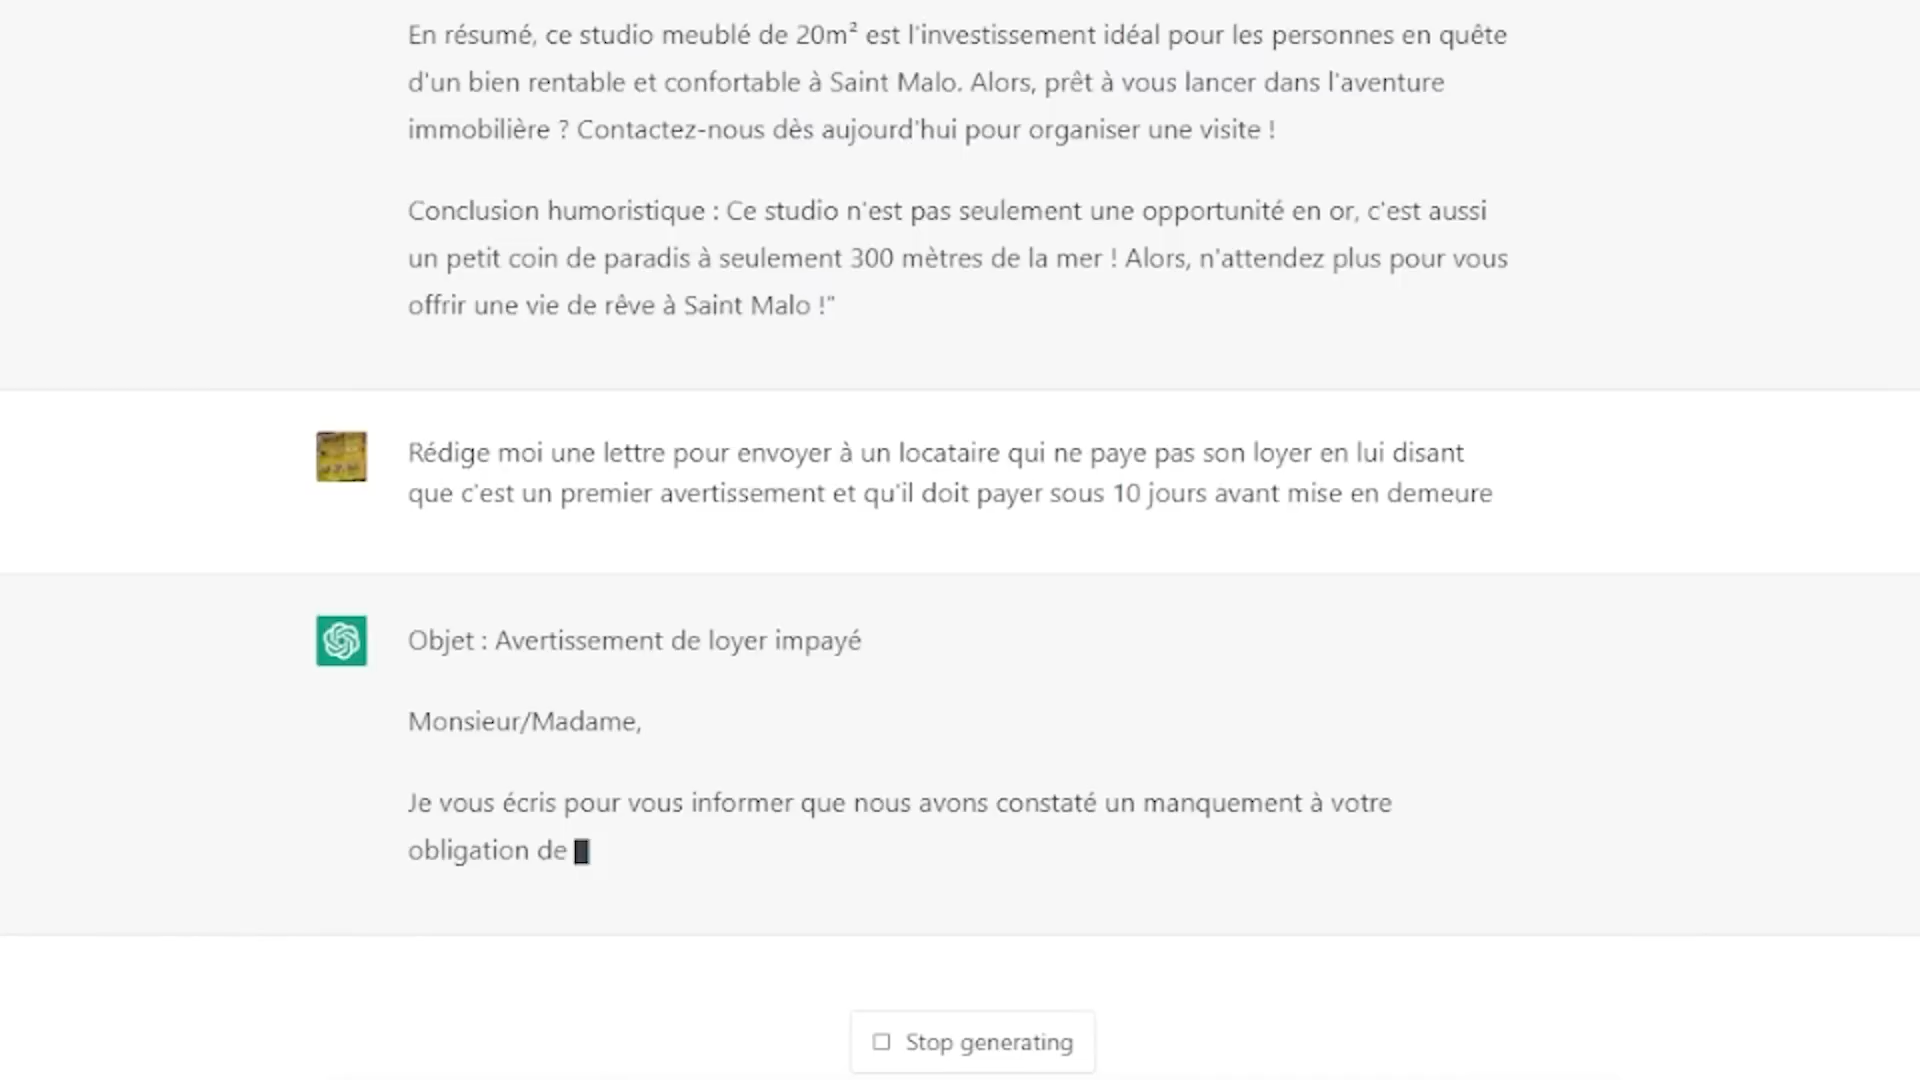 En résumé, ce studio meublé de 20m² est l'investissement idéal pour les personnes en quête
d'un bien rentable et confortable à Saint Malo. Alors, prêt à vous lancer dans l'aventure
immobilière ? Contactez-nous dès aujourd'hui pour organiser une visite !
Conclusion humoristique : Ce studio n'est pas seulement une opportunité en or, c'est aussi
un petit coin de paradis à seulement 300 mètres de la mer ! Alors, n'attendez plus pour vous
offrir une vie de rêve à Saint Malo !"
Rédige moi une lettre pour envoyer à un locataire qui ne paye pas son loyer en lui disant
que c'est un premier avertissement et qu'il doit payer sous 10 jours avant mise en demeure
Objet : Avertissement de loyer impayé
Monsieur/Madame,
Je vous écris pour vous informer que nous avons constaté un manquement à votre
obligation de
Stop generating